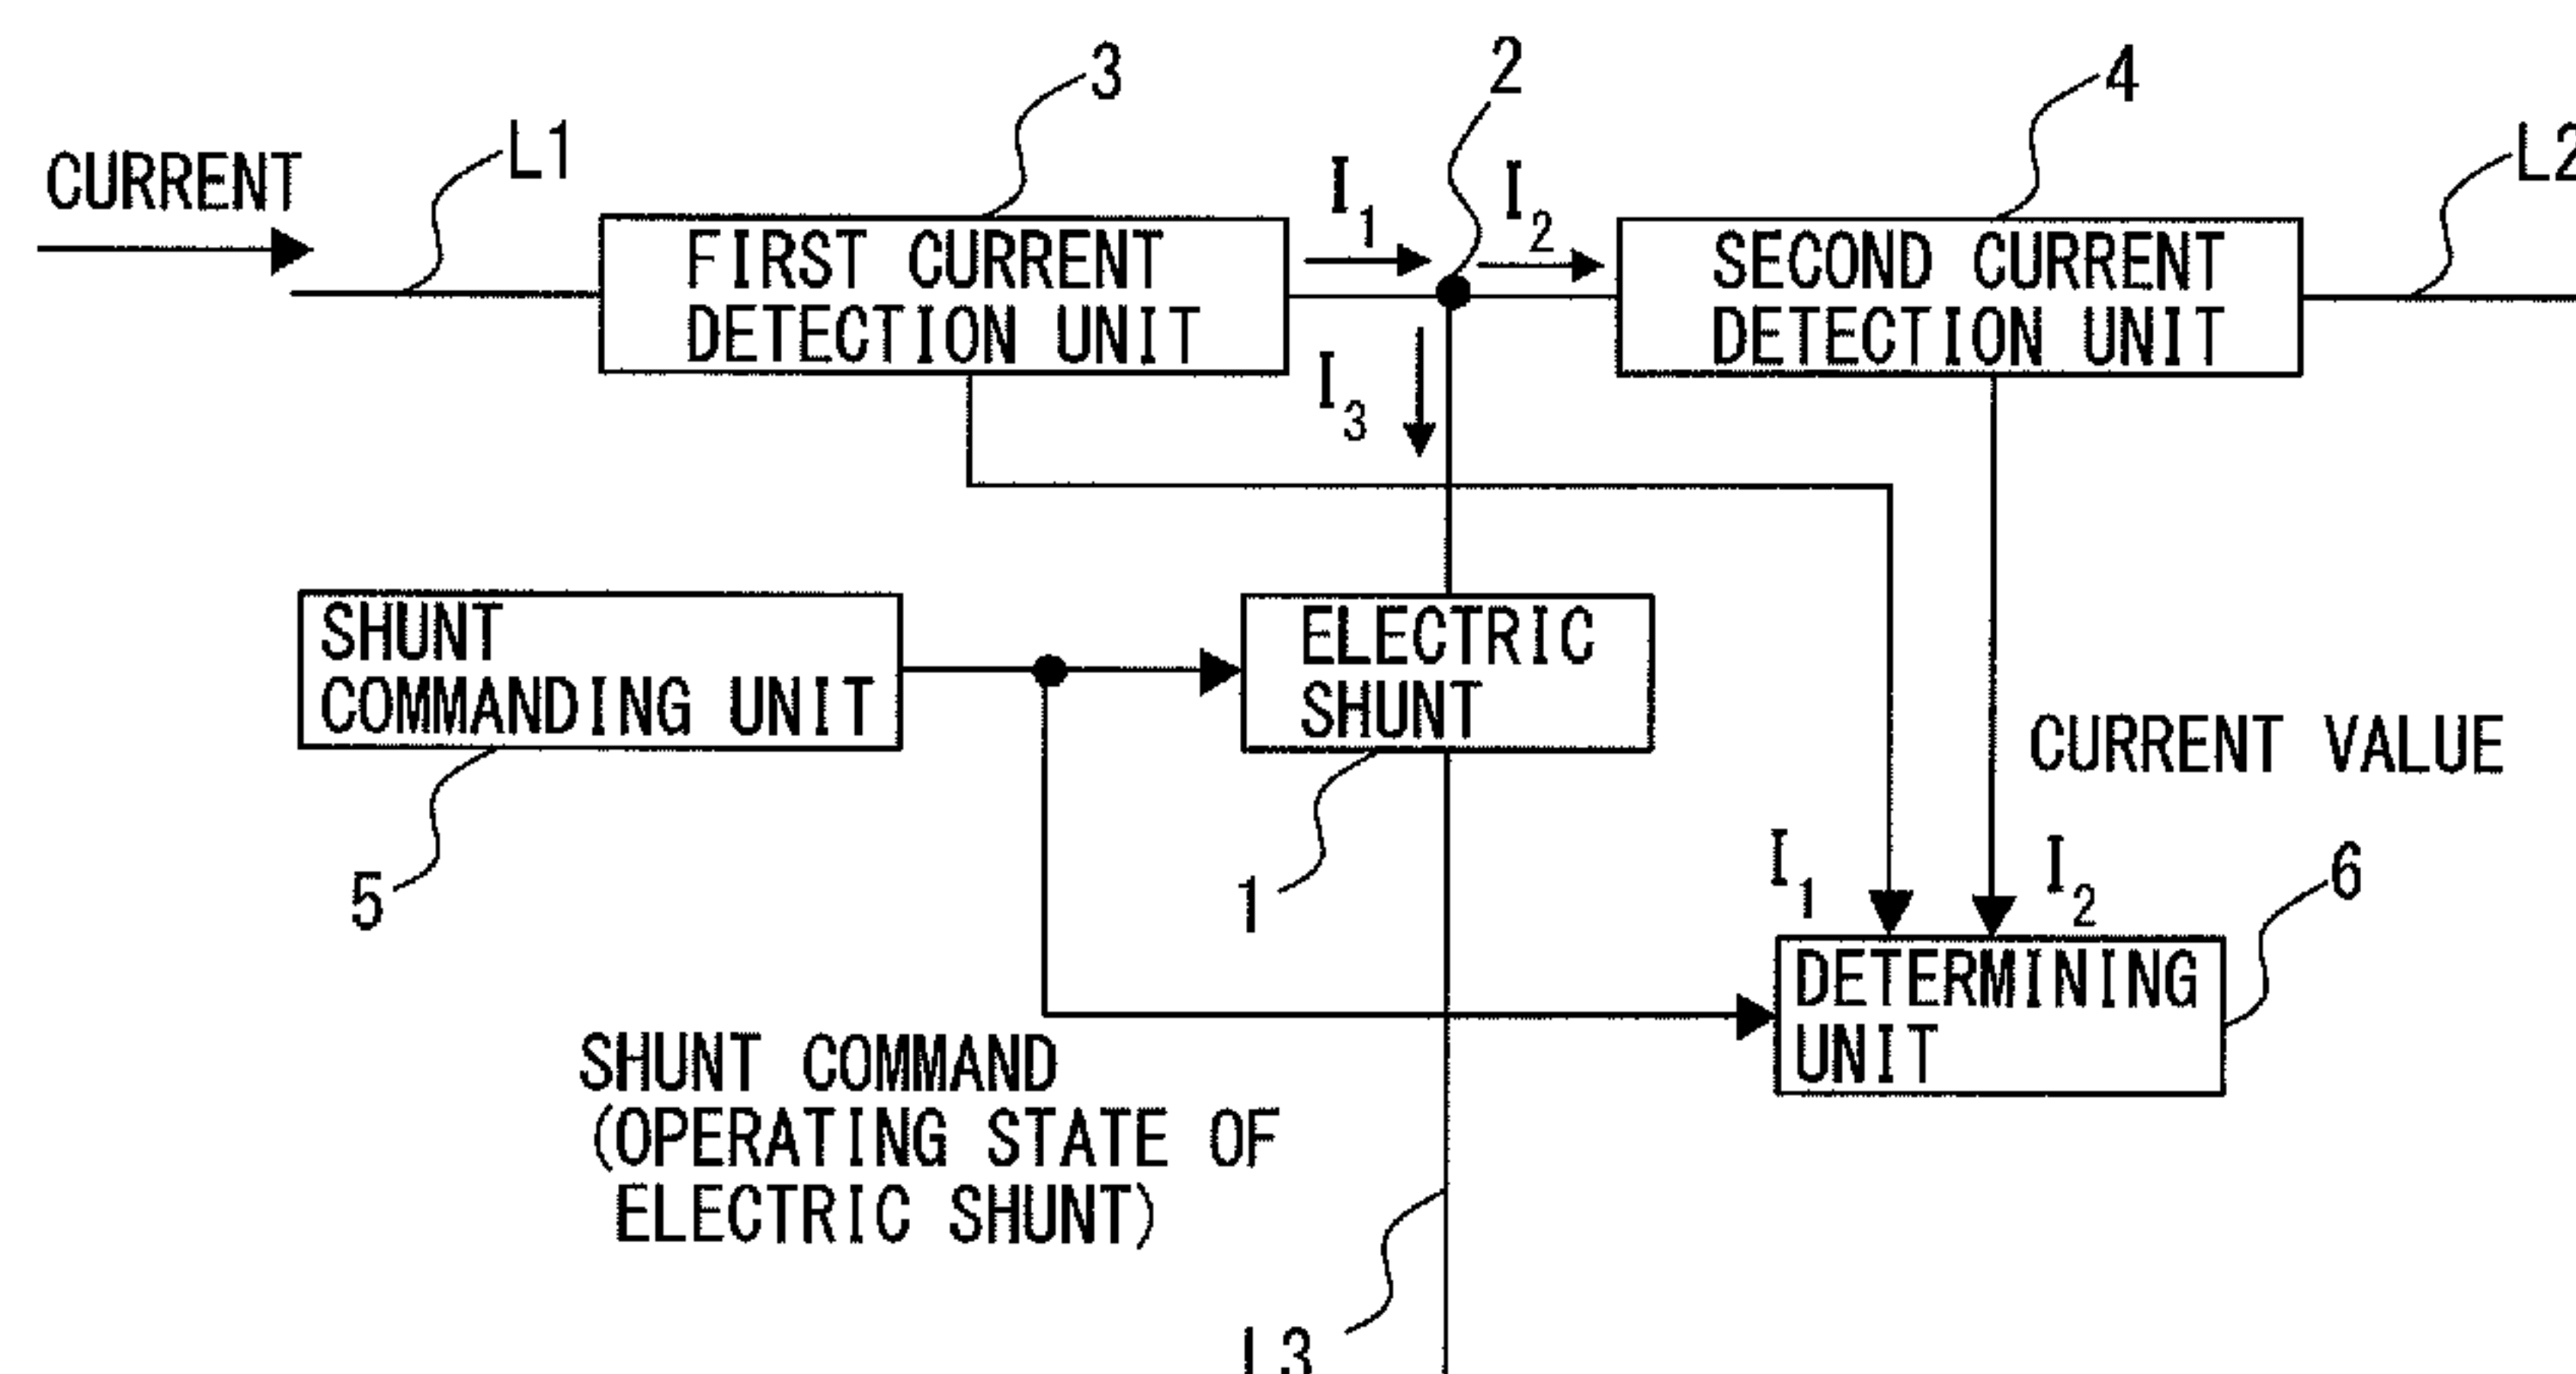 3
2
4
CURRENT
L1
L2
I1
I2
FIRST CURRENT
DETECTION UNIT
SECOND CURRENT
DETECTION UNIT
I3
SHUNT
COMMANDING UNIT
ELECTRIC
SHUNT
CURRENT VALUE
5
1
I1
I2
6
DETERMINING
UNIT
SHUNT COMMAND
(OPERATING STATE OF
ELECTRIC SHUNT)
L3